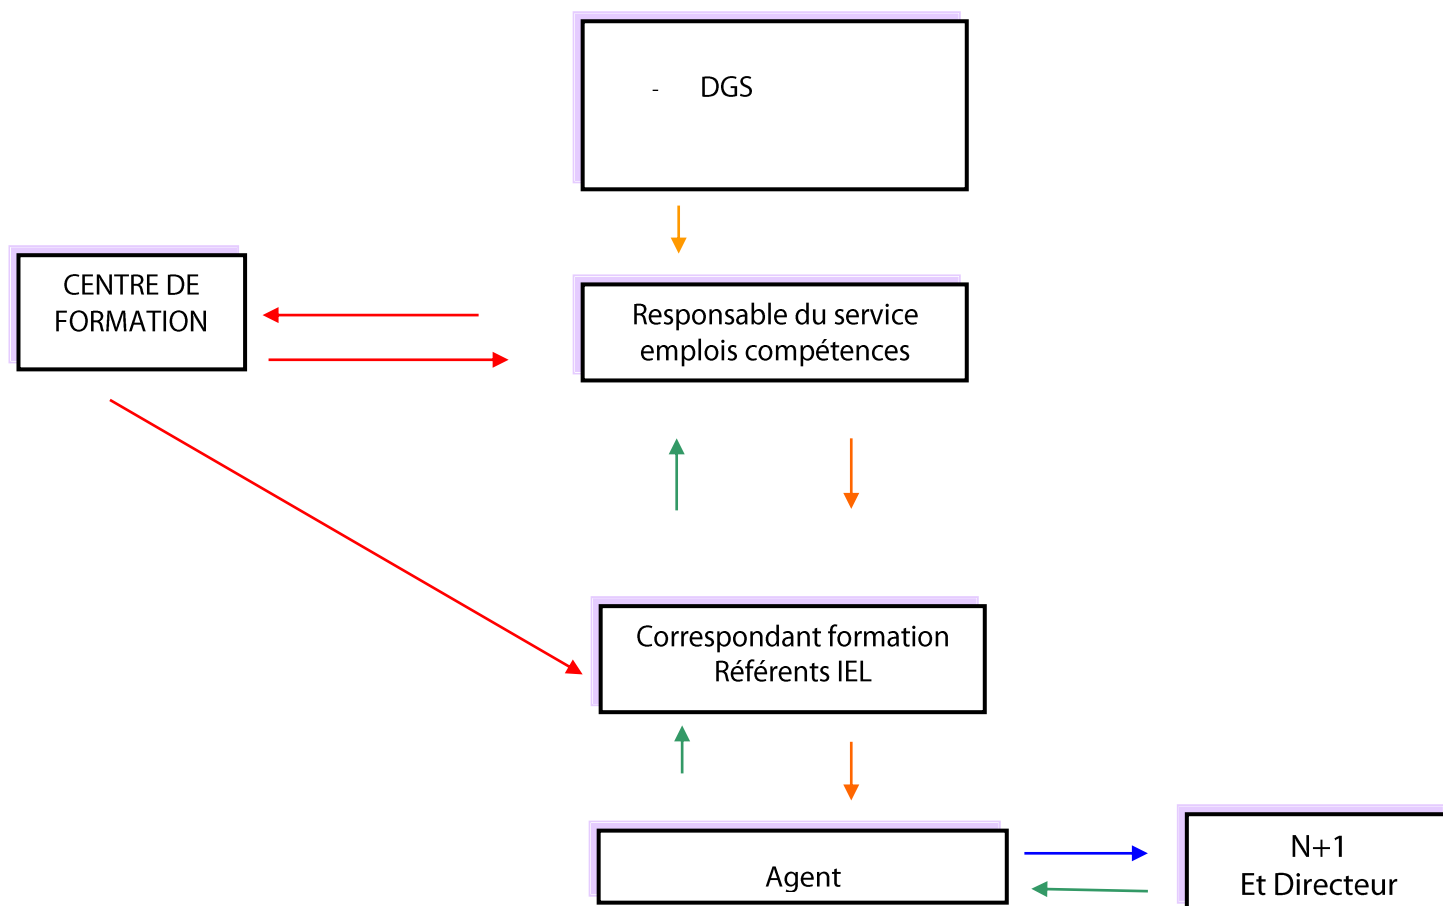 - DGS
CENTRE DE
FORMATION
Responsable du service
emplois compétences
Correspondant formation
Référents IEL
Agent
N+1
Et Directeur